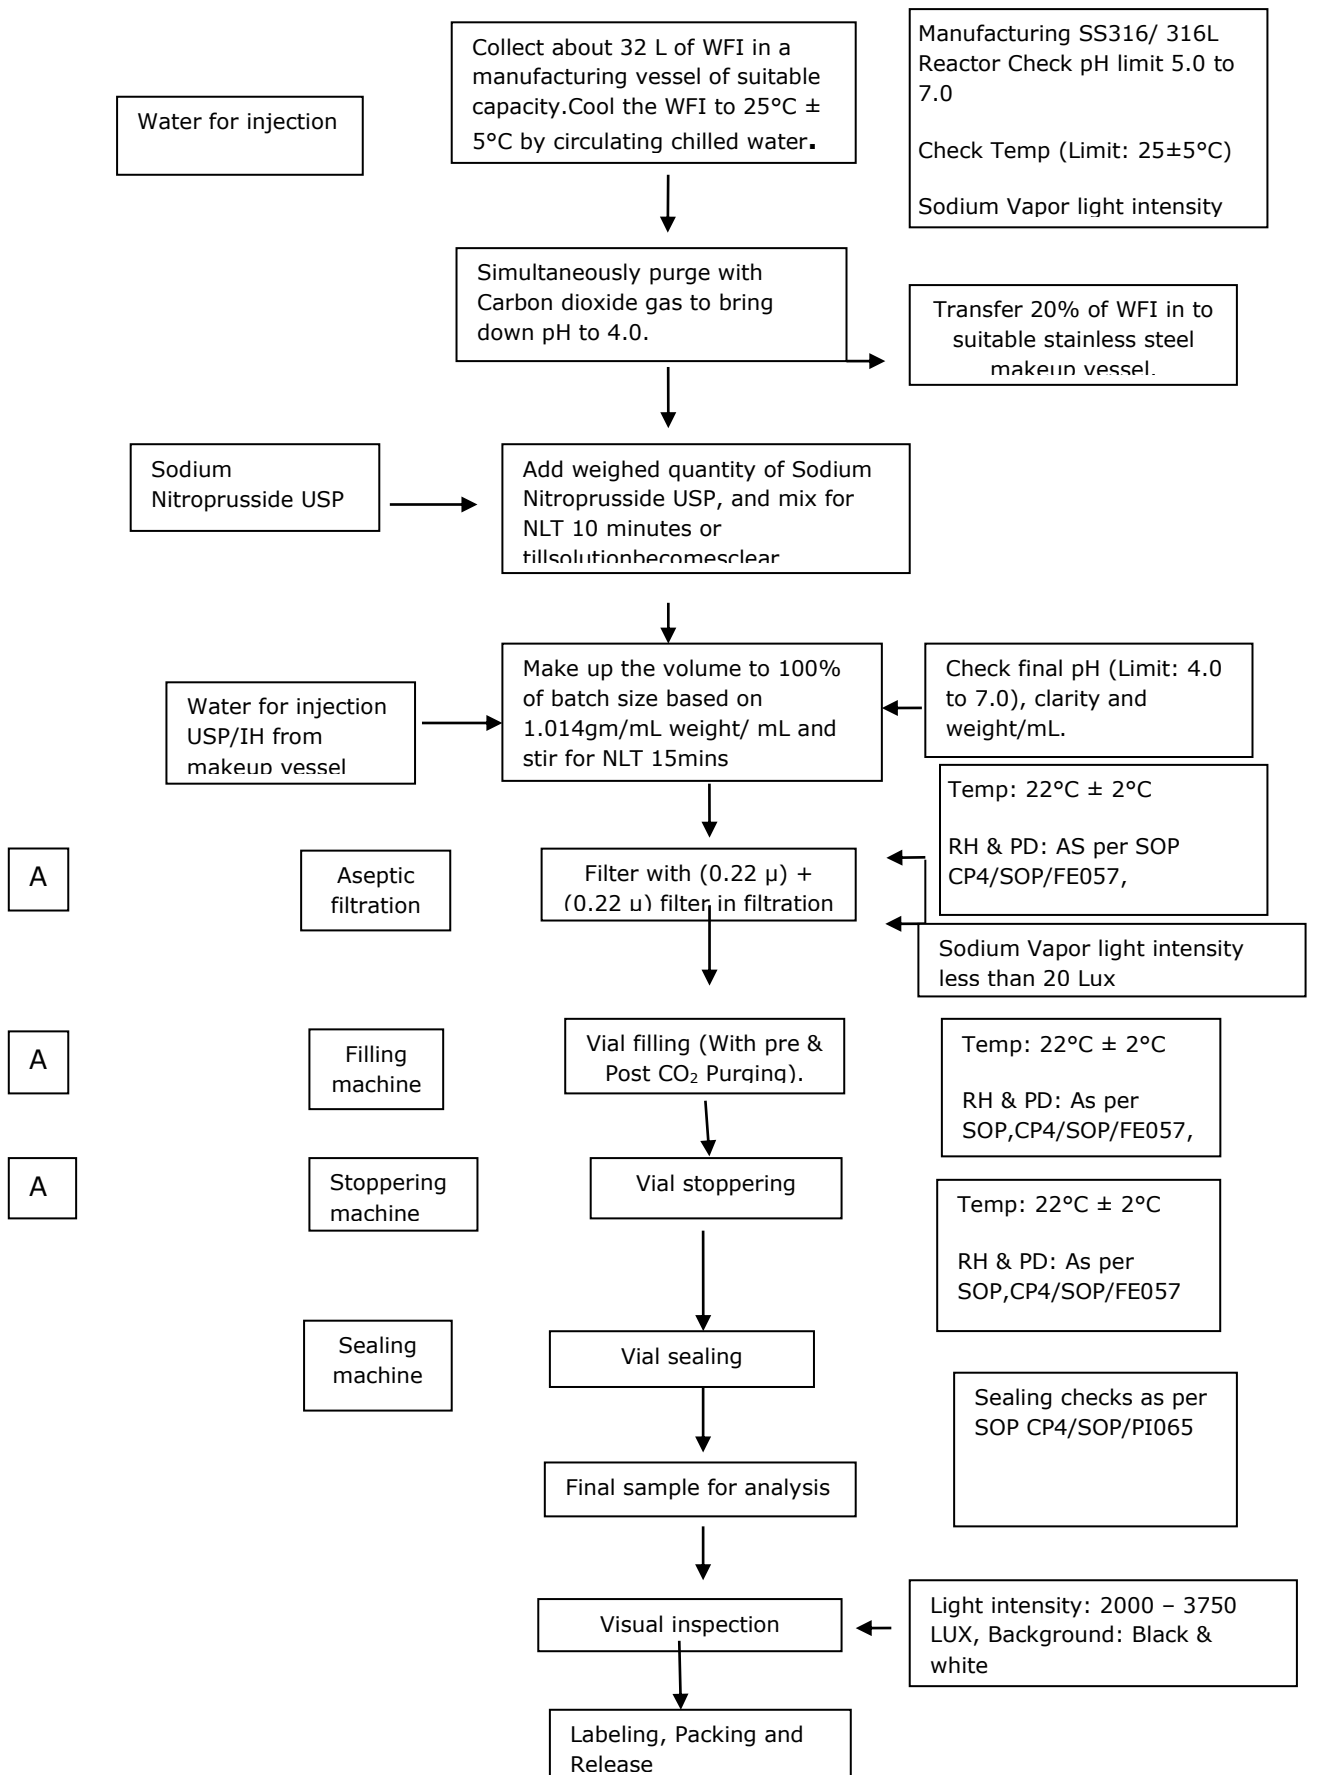 Water for injection
Collect about 32 L of WFI in a
manufacturing vessel of suitable
capacity.Cool the WFI to 25°C ±
5°C by circulating chilled water.
Manufacturing SS316/ 316L
Reactor Check pH limit 5.0 to
7.0
Check Temp (Limit: 25±5°C)
Sodium Vapor light intensity
Simultaneously purge with
Carbon dioxide gas to bring
down pH to 4.0.
Transfer 20% of WFI in to
suitable stainless steel
makeup vessel.
Sodium
Nitroprusside USP
Add weighed quantity of Sodium
Nitroprusside USP, and mix for
NLT 10 minutes or
tillsolutionbecomesclear
Water for injection
USP/IH from
makeup vessel
Make up the volume to 100%
of batch size based on
1.014gm/mL weight/ mL and
stir for NLT 15mins
Check final pH (Limit: 4.0
to 7.0), clarity and
weight/mL.
Temp: 22°C ± 2°C
RH & PD: AS per SOP
CP4/SOP/FE057,
A
Aseptic
filtration
Filter with (0.22 µ) +
(0.22 µ) filter in filtration
Sodium Vapor light intensity
less than 20 Lux
A
Filling
machine
Vial filling (With pre &
Post CO₂ Purging).
Temp: 22°C ± 2°C
RH & PD: As per
SOP,CP4/SOP/FE057,
A
Stoppering
machine
Vial stoppering
Temp: 22°C ± 2°C
RH & PD: As per
SOP,CP4/SOP/FE057
Sealing
machine
Vial sealing
Sealing checks as per
SOP CP4/SOP/PI065
Final sample for analysis
Visual inspection
Light intensity: 2000 – 3750
LUX, Background: Black &
white
Labeling, Packing and
Release